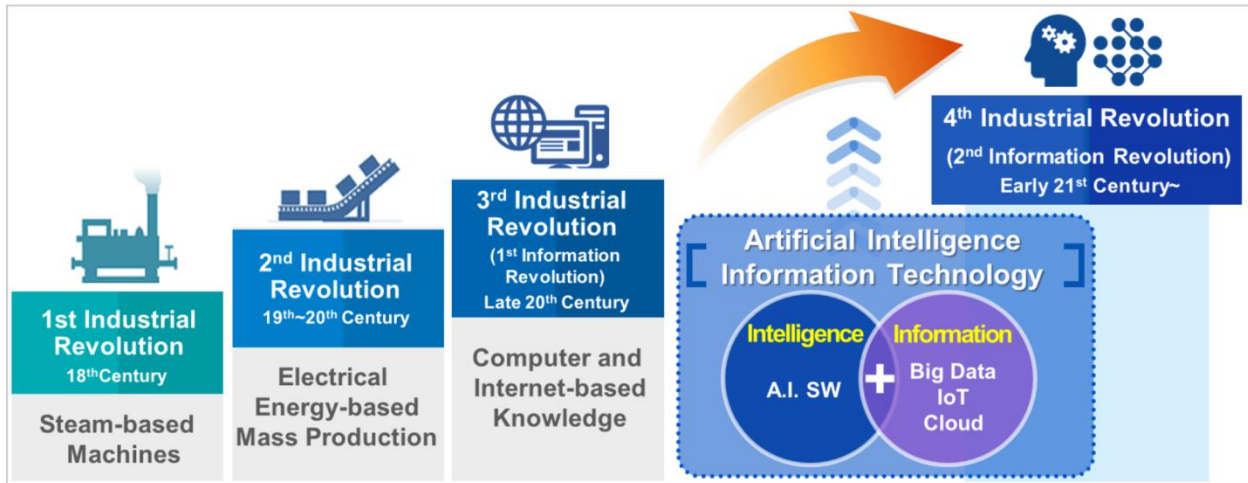 1st Industrial
Revolution
18thCentury
Steam-based
Machines
2nd Industrial
Revolution
19th~20th Century
Electrical
Energy-based
Mass Production
3rd Industrial
Revolution
(1st Information
Revolution)
Late 20th Century
Computer and
Internet-based
Knowledge
Artificial Intelligence
Information Technology
Intelligence
A.I. SW
+
Information
Big Data
IoT
Cloud
4th Industrial Revolution
(2nd Information Revolution)
Early 21st Century~